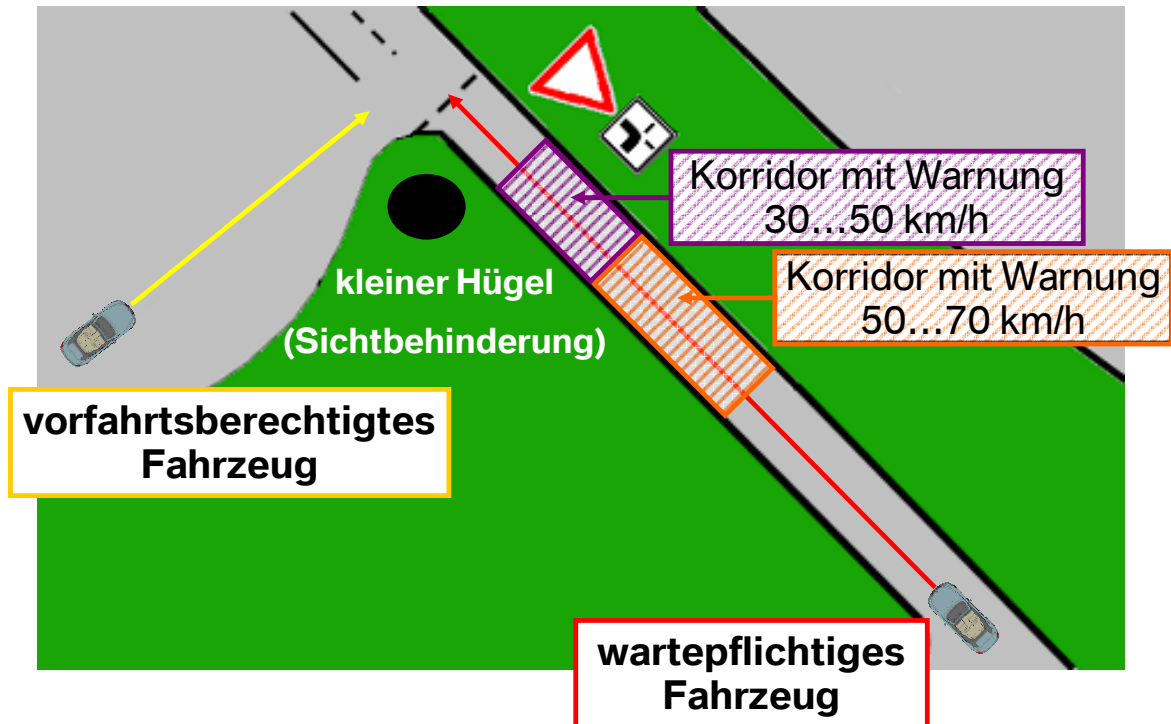 Korridor mit Warnung
30...50 km/h
Korridor mit Warnung
50...70 km/h
kleiner Hügel
(Sichtbehinderung)
vorfahrtsberechtigtes
Fahrzeug
wartepflichtiges
Fahrzeug